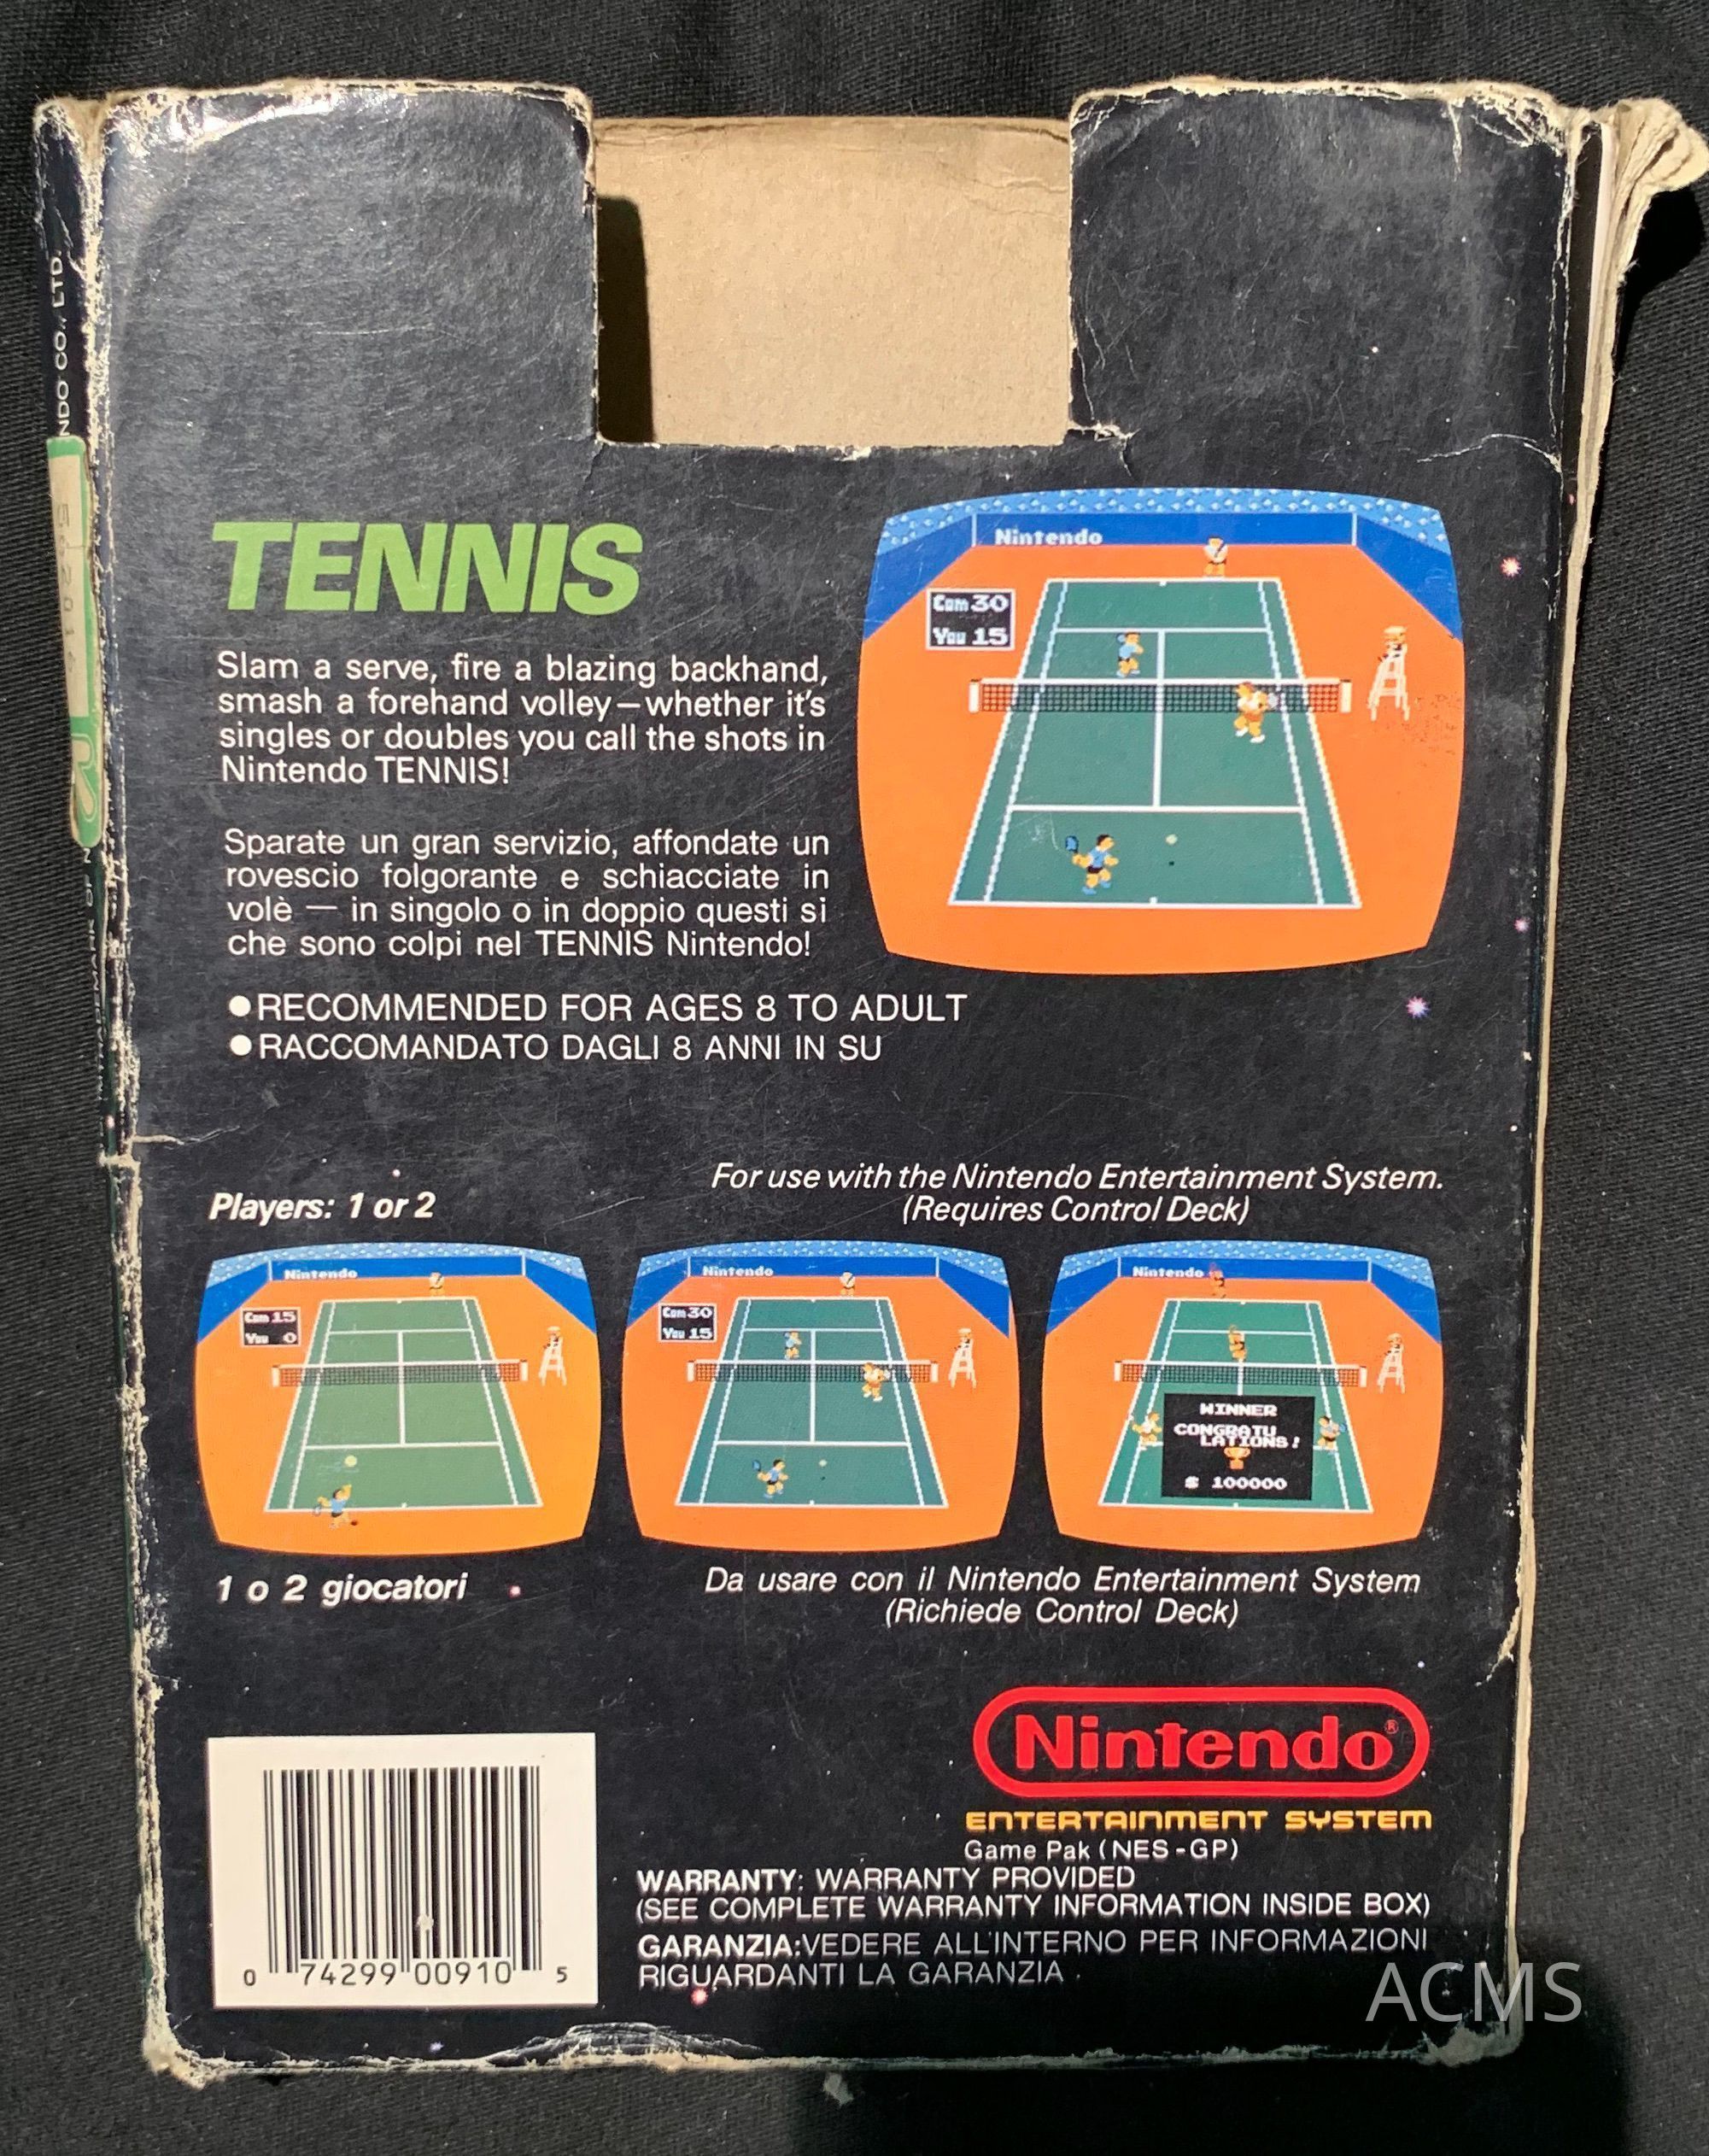 NDO CO., LTD.
TENNIS
Slam a serve, fire a blazing backhand,
smash a forehand volley—whether it's
singles or doubles you call the shots in
Nintendo TENNIS!
Sparate un gran servizio, affondate un
rovescio folgorante e schiacciate in
volè — in singolo o in doppio questi sì
che sono colpi nel TENNIS Nintendo!
Nintendo
Com 30
You 15
●RECOMMENDED FOR AGES 8 TO ADULT
●RACCOMANDATO DAGLI 8 ANNI IN SU
Players: 1 or 2
For use with the Nintendo Entertainment System.
(Requires Control Deck)
Nintendo
Com 15
You 0
Nintendo
Com 30
You 15
Nintendo
WINNER
CONGRATU
LATIONS!
$ 100000
1 o 2 giocatori
Da usare con il Nintendo Entertainment System
(Richiede Control Deck)
Nintendo®
ENTERTAINMENT SYSTEM
Game Pak (NES-GP)
WARRANTY: WARRANTY PROVIDED
(SEE COMPLETE WARRANTY INFORMATION INSIDE BOX)
GARANZIA:VEDERE ALL'INTERNO PER INFORMAZIONI
RIGUARDANTI LA GARANZIA.
0 74299 00910 5
ACMS